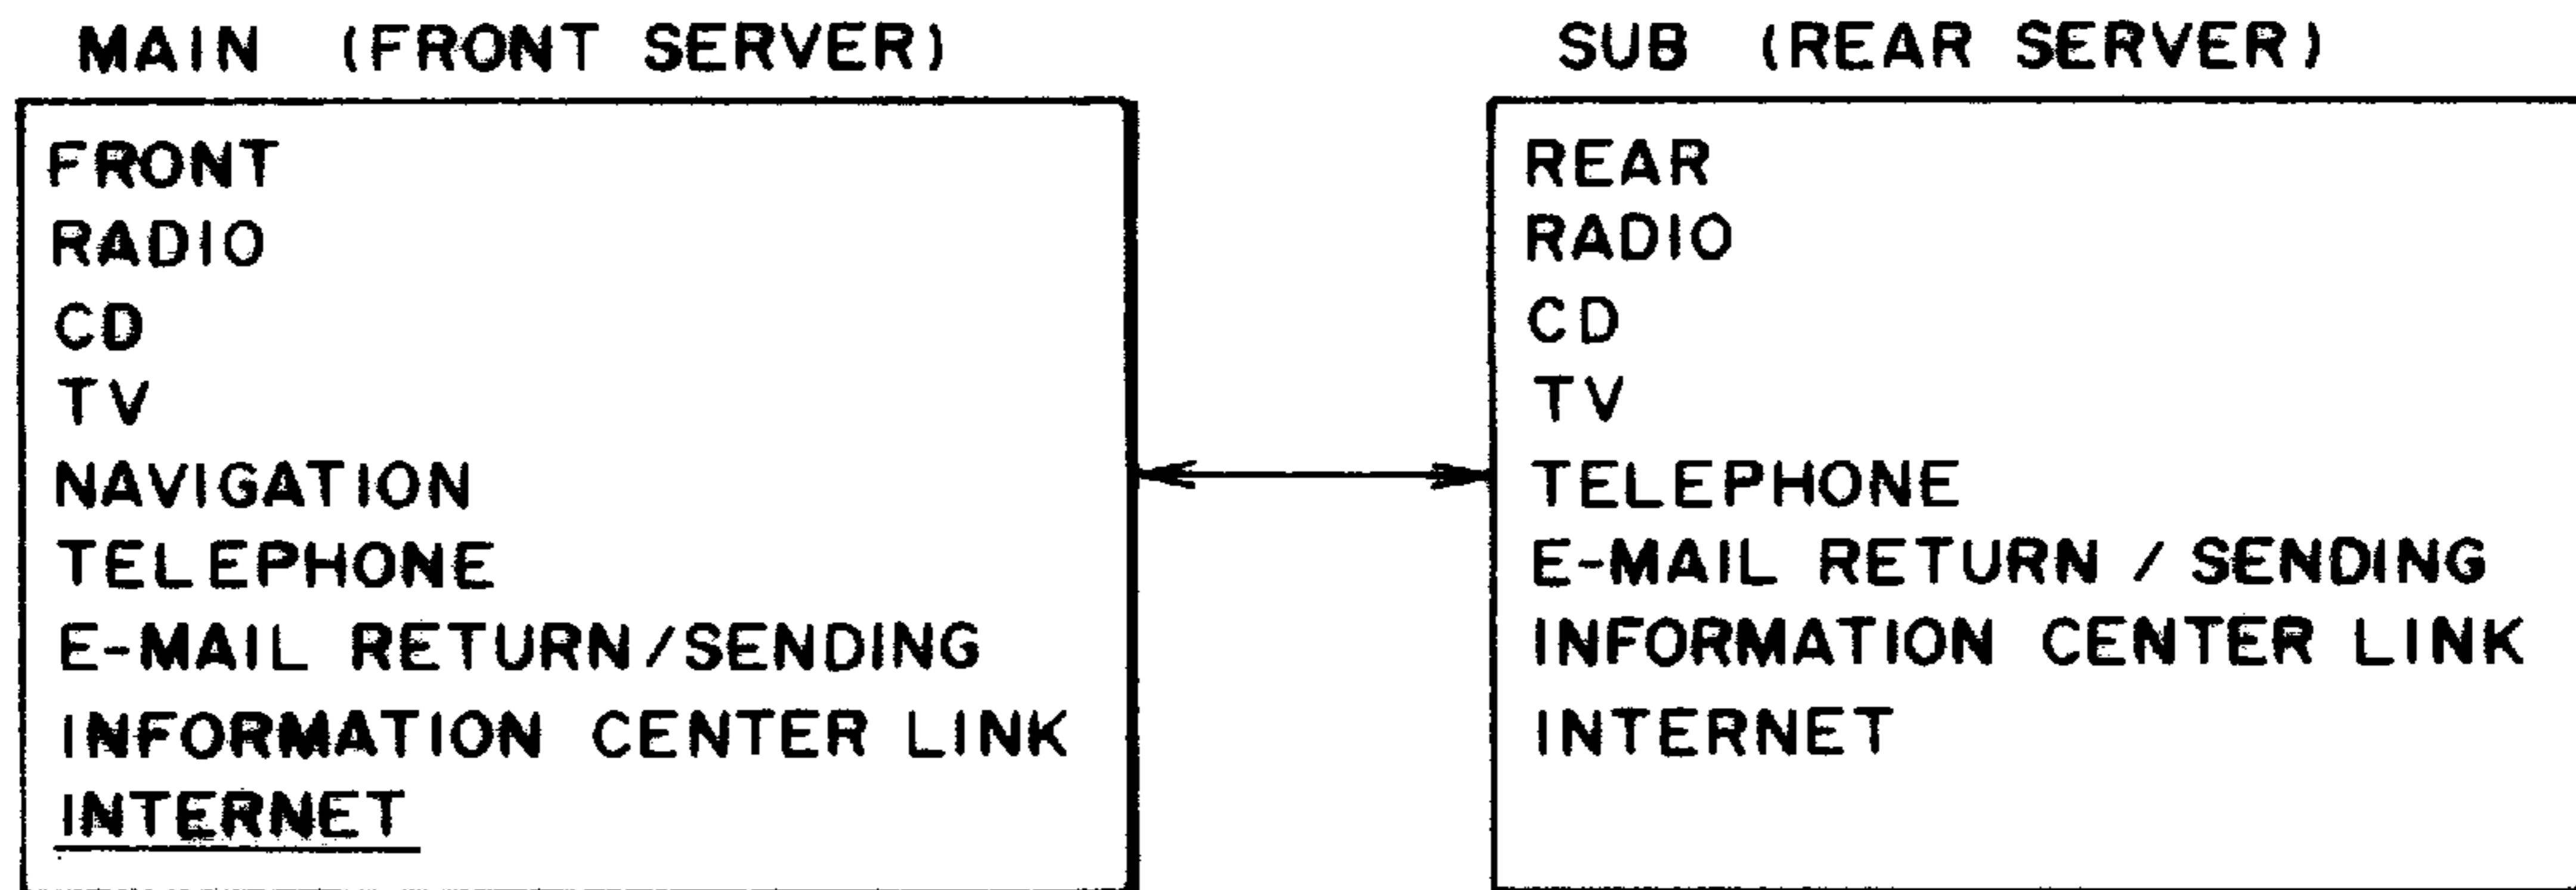 MAIN (FRONT SERVER)
FRONT
RADIO
CD
TV
NAVIGATION
TELEPHONE
E-MAIL RETURN/SENDING
INFORMATION CENTER LINK
INTERNET
SUB (REAR SERVER)
REAR
RADIO
CD
TV
TELEPHONE
E-MAIL RETURN / SENDING
INFORMATION CENTER LINK
INTERNET